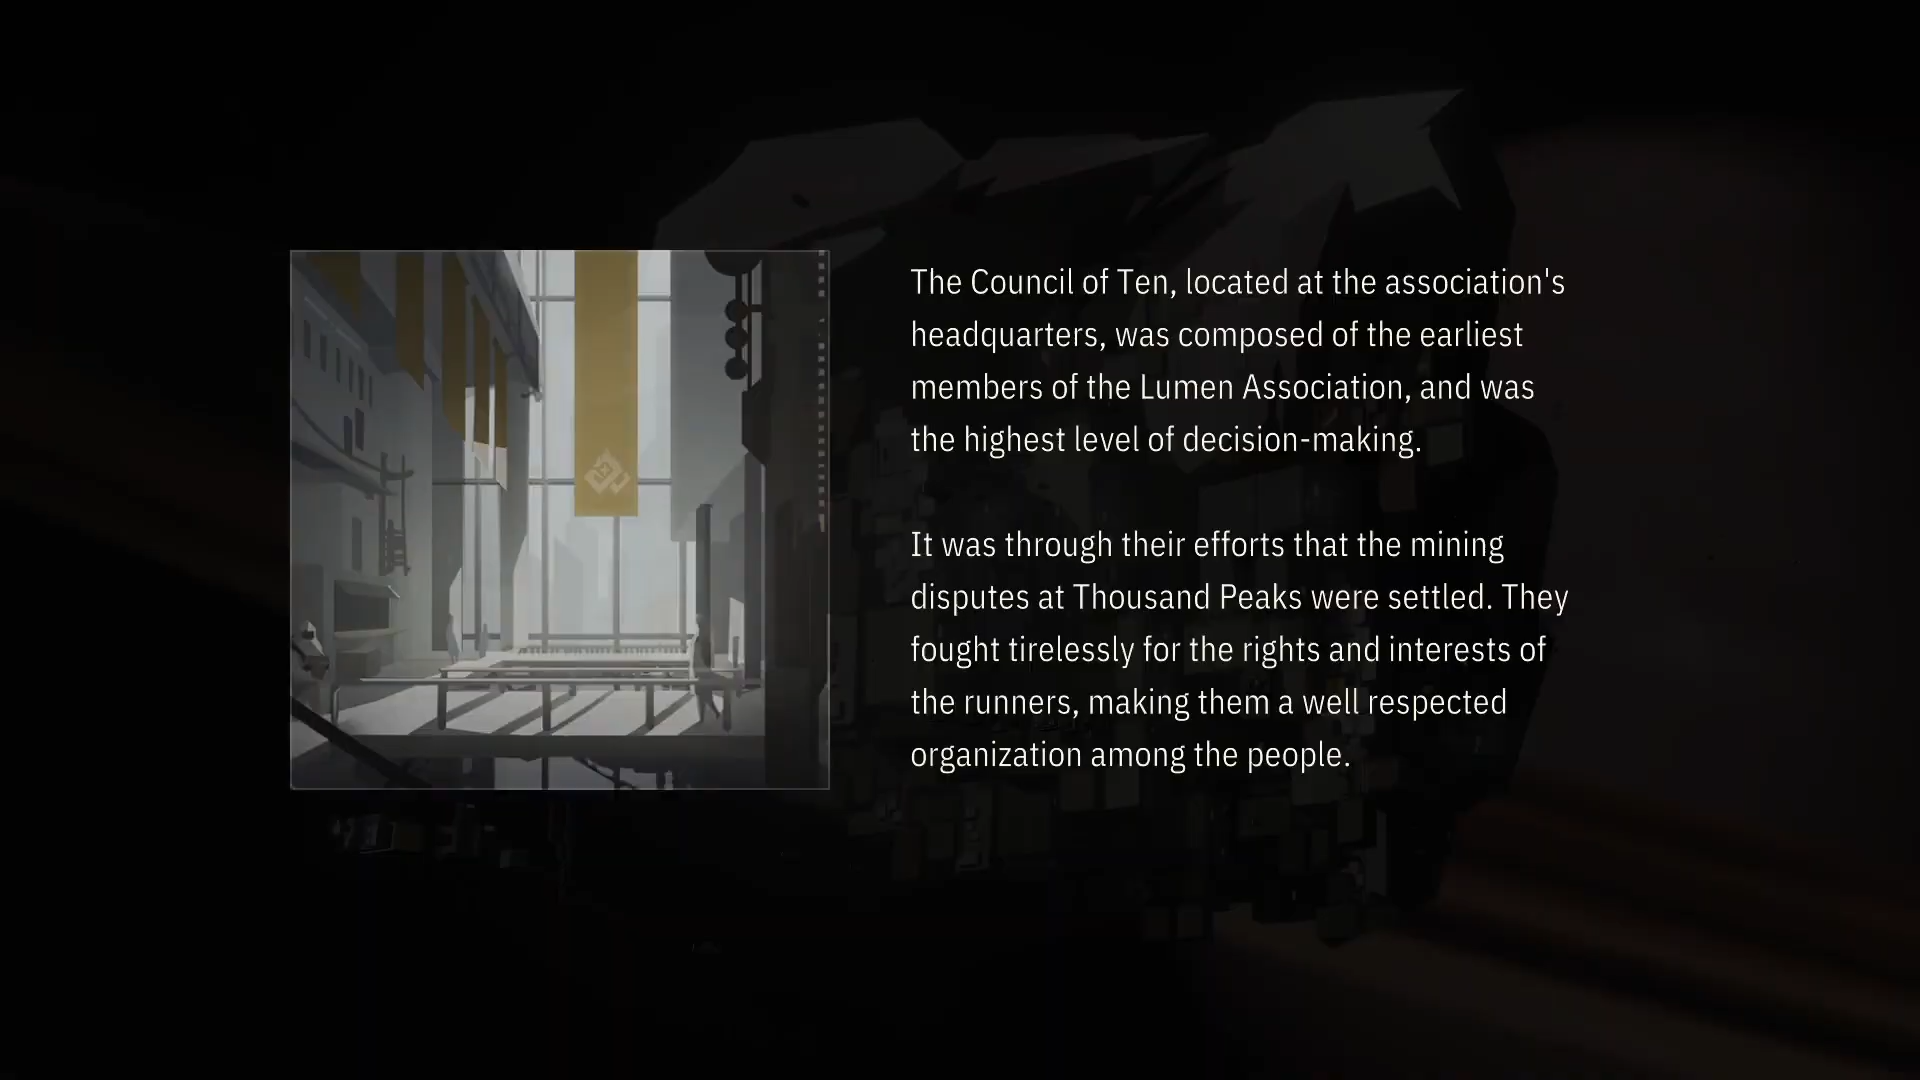 The Council of Ten, located at the association's
headquarters, was composed of the earliest
members of the Lumen Association, and was
the highest level of decision-making.
It was through their efforts that the mining
disputes at Thousand Peaks were settled. They
fought tirelessly for the rights and interests of
the runners, making them a well respected
organization among the people.